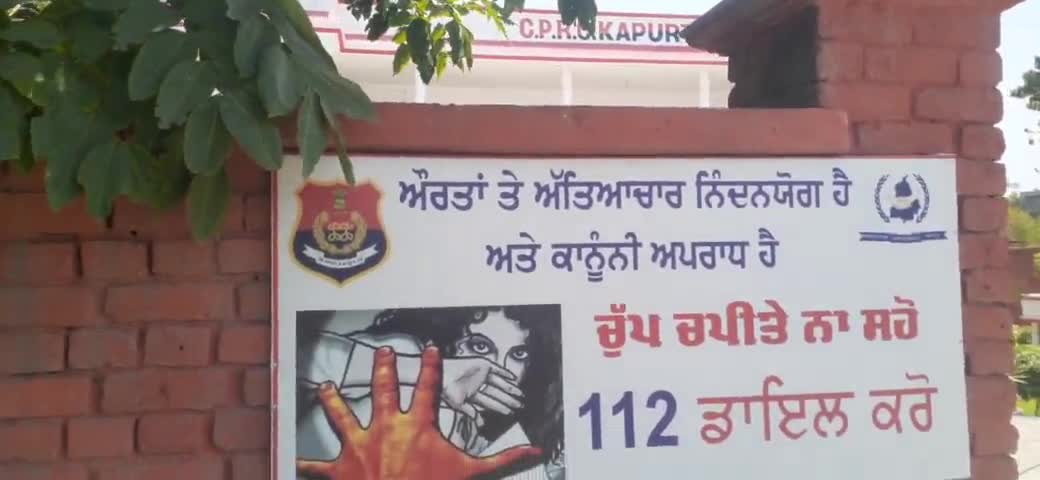 C.P.R.C KAPURT
ਔਰਤਾਂ ਤੇ ਅੱਤਿਆਚਾਰ ਨਿੰਦਨਯੋਗ ਹੈ
ਅਤੇ ਕਾਨੂੰਨੀ ਅਪਰਾਧ ਹੈ
ਚੁੱਪ ਚਪੀਤੇ ਨਾ ਸਹੋ
112 ਡਾਇਲ ਕਰੋ